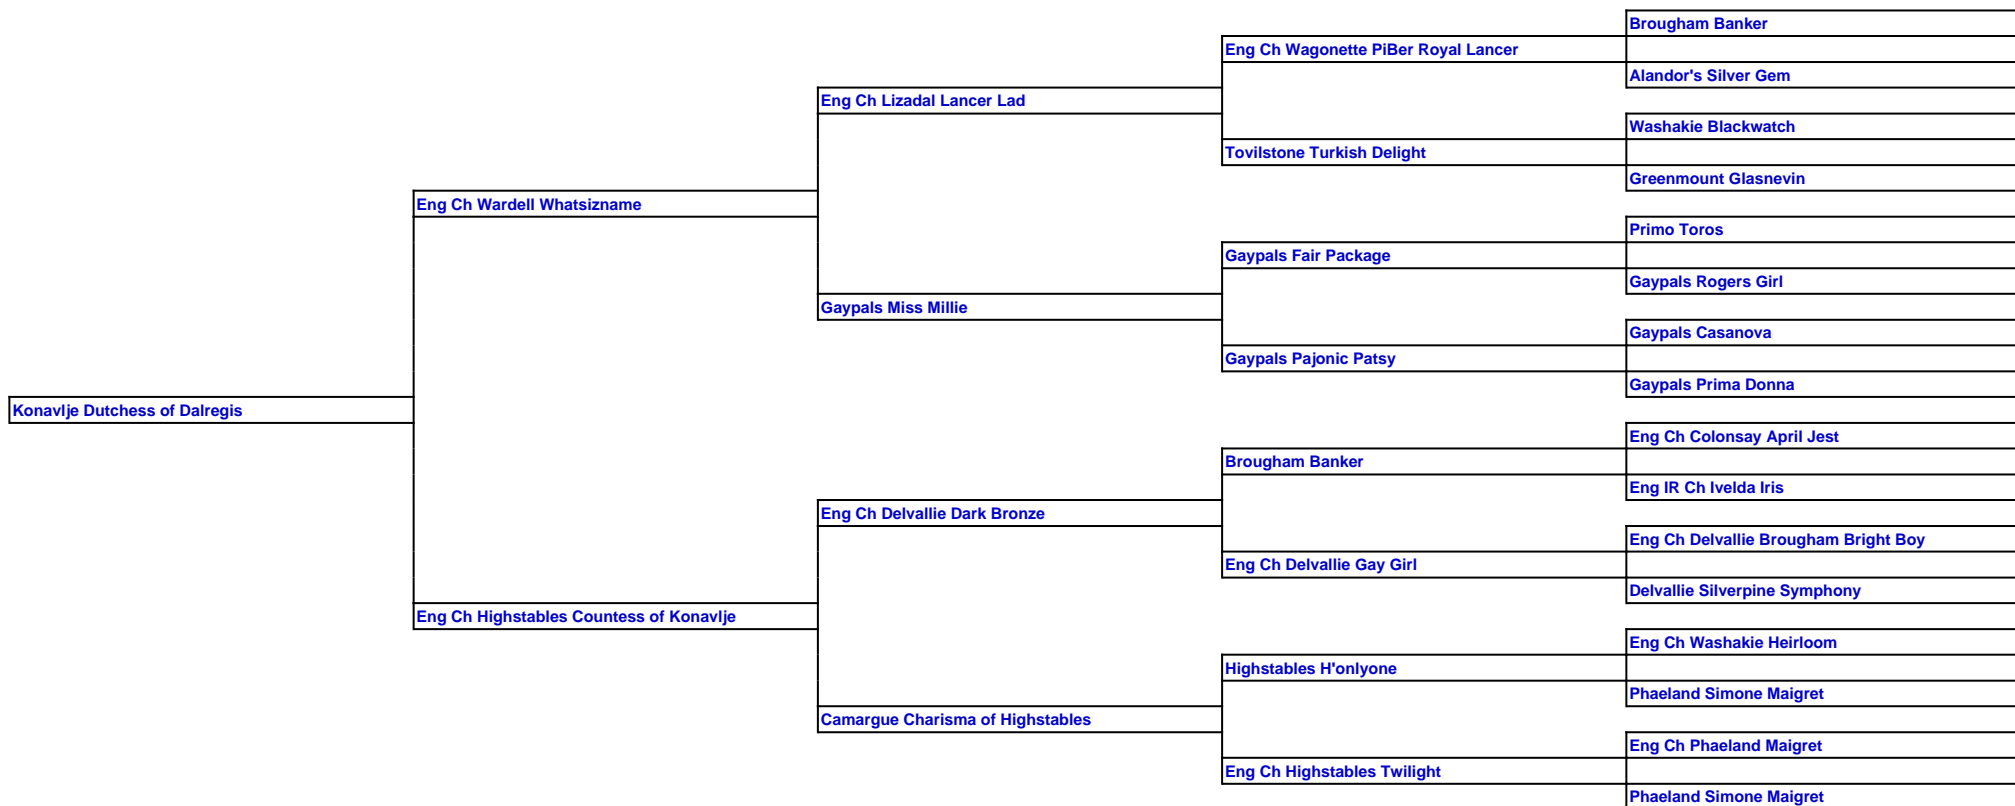 Brougham Banker
Eng Ch Wagonette PiBer Royal Lancer
Alandor's Silver Gem
Eng Ch Lizadal Lancer Lad
Washakie Blackwatch
Tovilstone Turkish Delight
Greenmount Glasnevin
Eng Ch Wardell Whatsizname
Primo Toros
Gaypals Fair Package
Gaypals Rogers Girl
Gaypals Miss Millie
Gaypals Casanova
Gaypals Pajonic Patsy
Gaypals Prima Donna
Konavlje Dutchess of Dalregis
Eng Ch Colonsay April Jest
Brougham Banker
Eng IR Ch Ivelda Iris
Eng Ch Delvallie Dark Bronze
Eng Ch Delvallie Brougham Bright Boy
Eng Ch Delvallie Gay Girl
Delvallie Silverpine Symphony
Eng Ch Highstables Countess of Konavlje
Eng Ch Washakie Heirloom
Highstables H'onlyone
Phaeland Simone Maigret
Camargue Charisma of Highstables
Eng Ch Phaeland Maigret
Eng Ch Highstables Twilight
Phaeland Simone Maigret